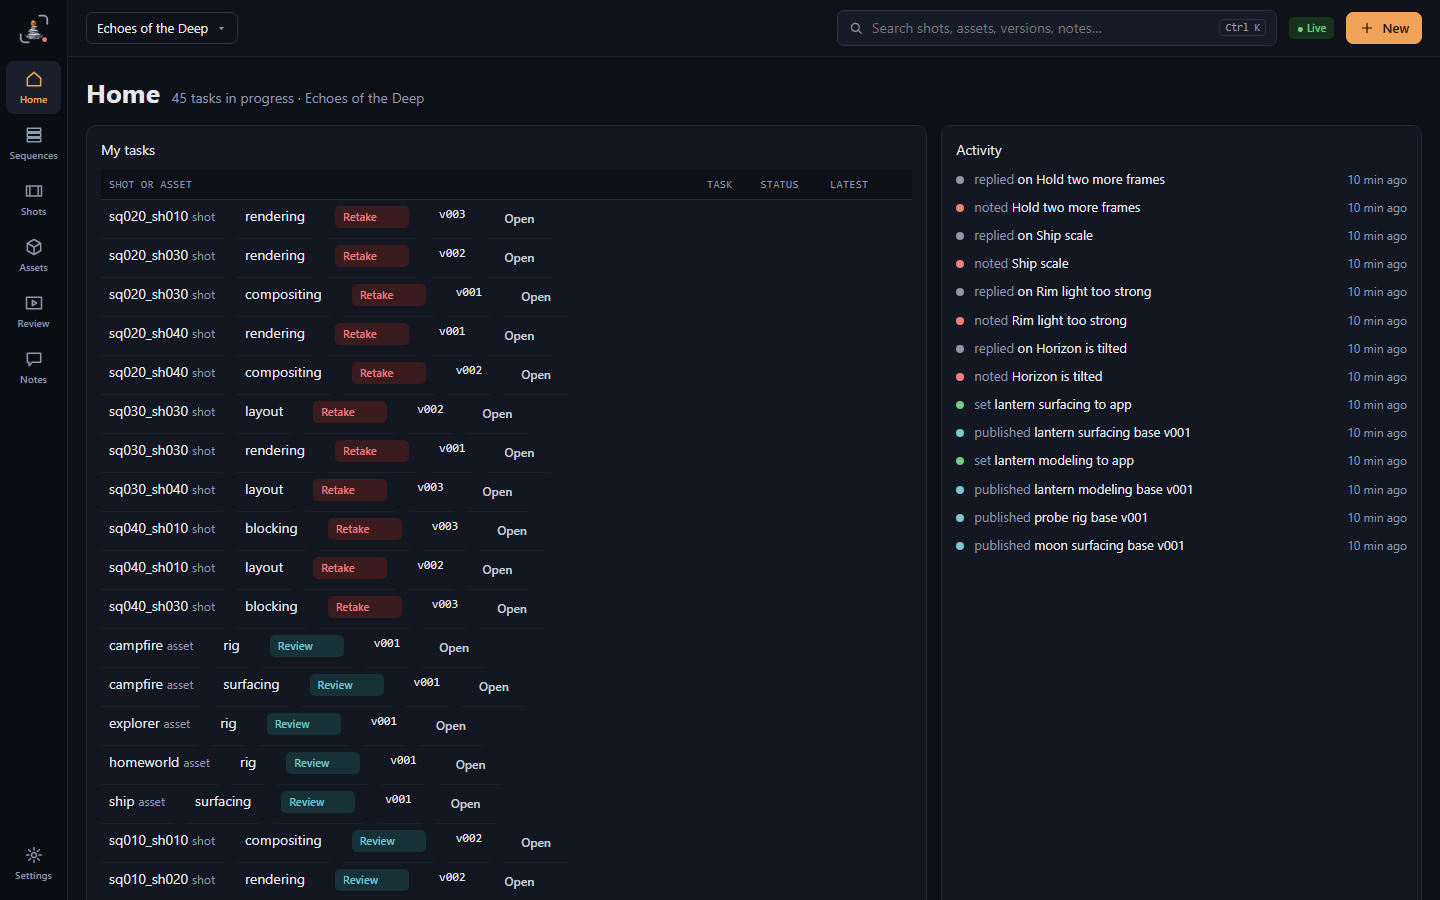 Echoes of the Deep
Search shots, assets, versions, notes...
Ctrl K
Live
New
Home
Sequences
Shots
Assets
Review
Notes
Settings
Home 45 tasks in progress · Echoes of the Deep
My tasks
SHOT OR ASSET TASK STATUS LATEST
sq020_sh010 shot rendering Retake v003 Open
sq020_sh030 shot rendering Retake v002 Open
sq020_sh030 shot compositing Retake v001 Open
sq020_sh040 shot rendering Retake v001 Open
sq020_sh040 shot compositing Retake v002 Open
sq030_sh030 shot layout Retake v002 Open
sq030_sh030 shot rendering Retake v001 Open
sq030_sh040 shot layout Retake v003 Open
sq040_sh010 shot blocking Retake v003 Open
sq040_sh010 shot layout Retake v002 Open
sq040_sh030 shot blocking Retake v003 Open
campfire asset rig Review v001 Open
campfire asset surfacing Review v001 Open
explorer asset rig Review v001 Open
homeworld asset rig Review v001 Open
ship asset surfacing Review v001 Open
sq010_sh010 shot compositing Review v002 Open
sq010_sh020 shot rendering Review v002 Open
Activity
replied on Hold two more frames 10 min ago
noted Hold two more frames 10 min ago
replied on Ship scale 10 min ago
noted Ship scale 10 min ago
replied on Rim light too strong 10 min ago
noted Rim light too strong 10 min ago
replied on Horizon is tilted 10 min ago
noted Horizon is tilted 10 min ago
set lantern surfacing to app 10 min ago
published lantern surfacing base v001 10 min ago
set lantern modeling to app 10 min ago
published lantern modeling base v001 10 min ago
published probe rig base v001 10 min ago
published moon surfacing base v001 10 min ago